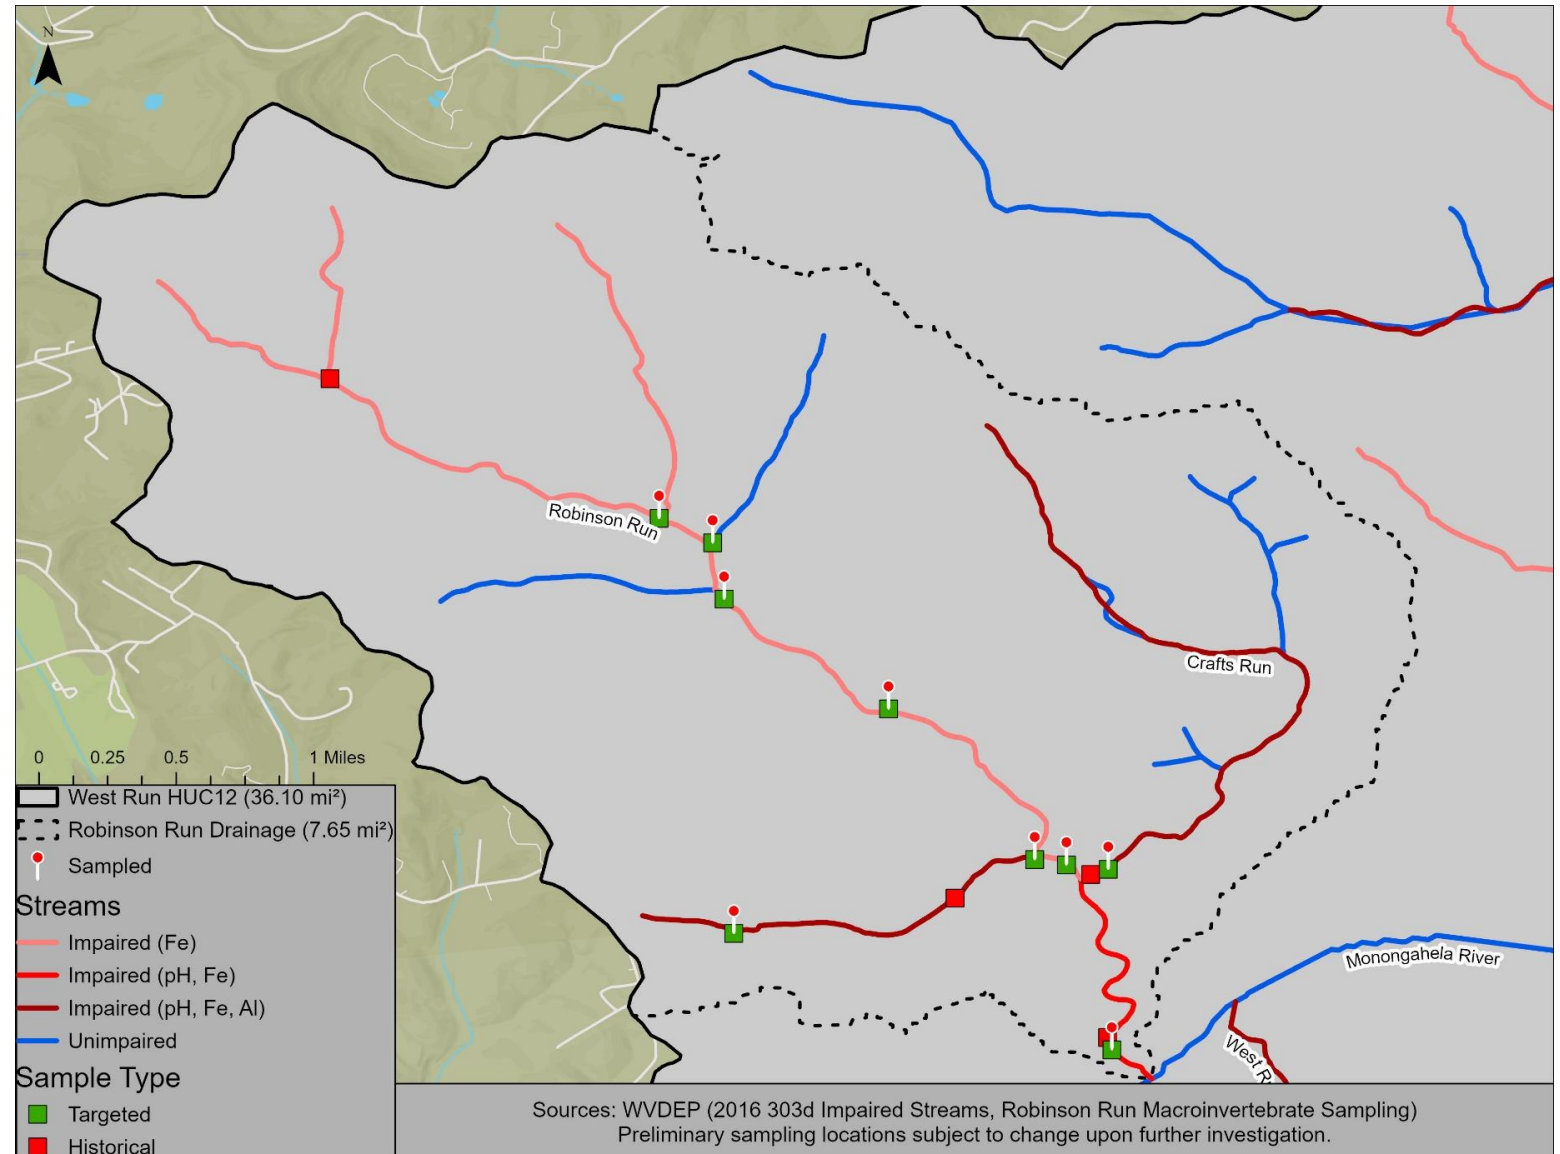 N
Robinson Run
Crafts Run
Monongahela River
West R
0 0.25 0.5 1 Miles
West Run HUC12 (36.10 mi²)
Robinson Run Drainage (7.65 mi²)
Sampled
Streams
Impaired (Fe)
Impaired (pH, Fe)
Impaired (pH, Fe, Al)
Unimpaired
Sample Type
Targeted
Historical
Sources: WVDEP (2016 303d Impaired Streams, Robinson Run Macroinvertebrate Sampling)
Preliminary sampling locations subject to change upon further investigation.